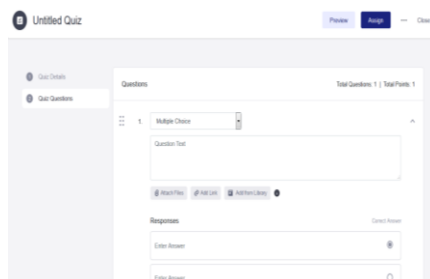 Untitled Quiz
Preview
Assign
Close
Quiz Details
Quiz Questions
Questions
Total Questions: 1 | Total Points: 1
1.
Multiple Choice
Question Text
Attach Files
Add Link
Add from Library
Responses
Correct Answer
Enter Answer
Enter Answer